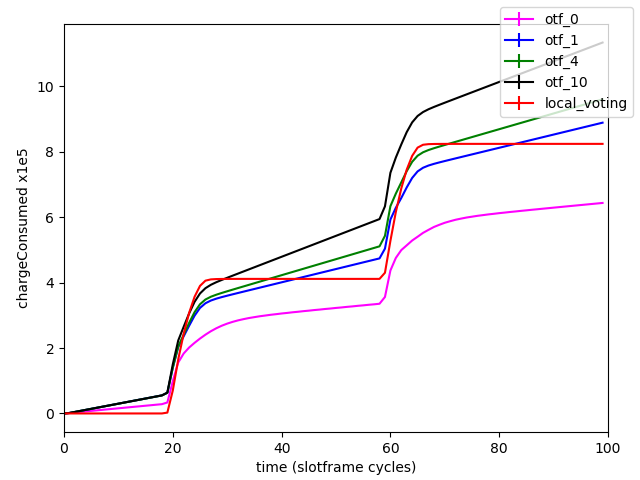 otf_0
otf_1
otf_4
otf_10
local_voting
chargeConsumed x1e5
10
8
6
4
2
0
0 20 40 60 80 100
time (slotframe cycles)